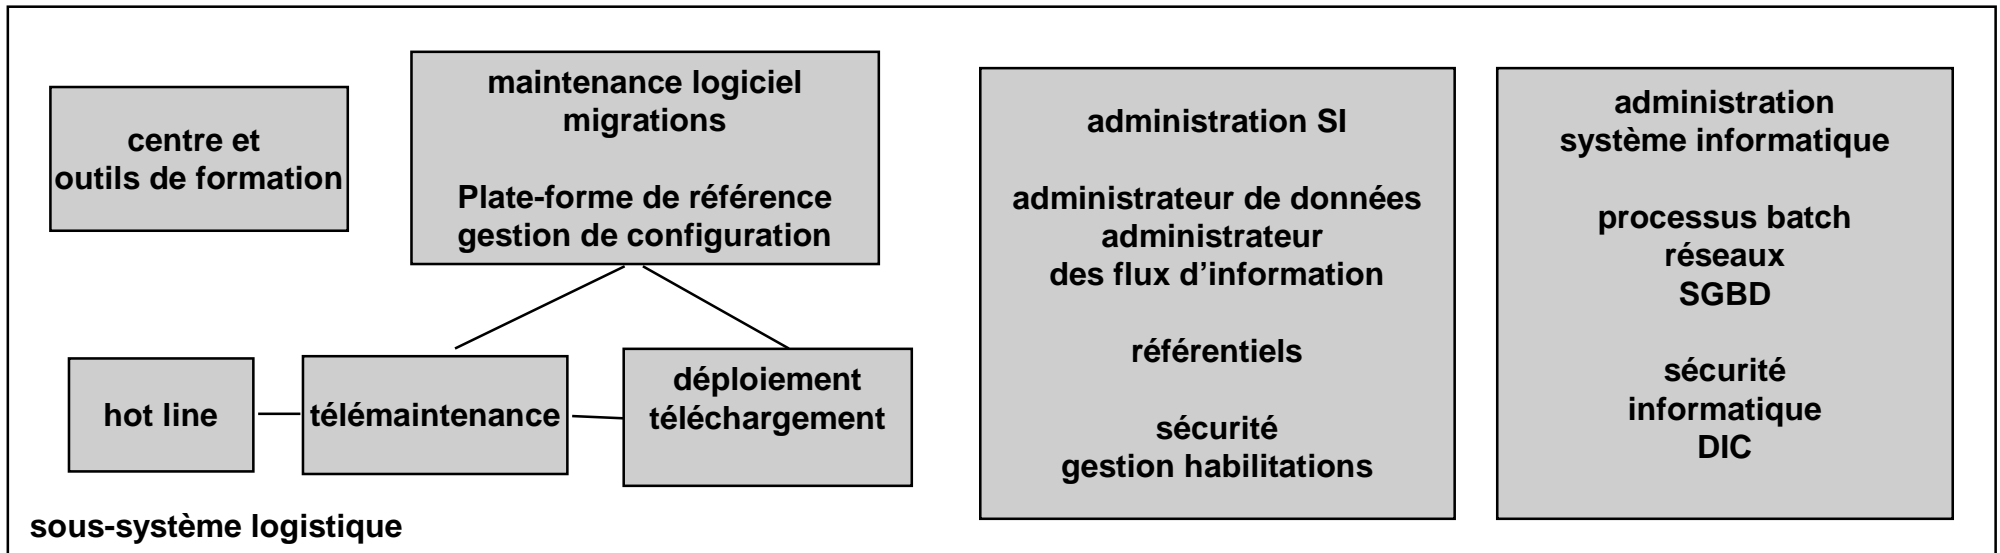 centre et
outils de formation
maintenance logiciel
migrations
Plate-forme de référence
gestion de configuration
hot line
télémaintenance
déploiement
téléchargement
administration SI
administrateur de données
administrateur
des flux d’information
référentiels
sécurité
gestion habilitations
administration
système informatique
processus batch
réseaux
SGBD
sécurité
informatique
DIC
sous-système logistique